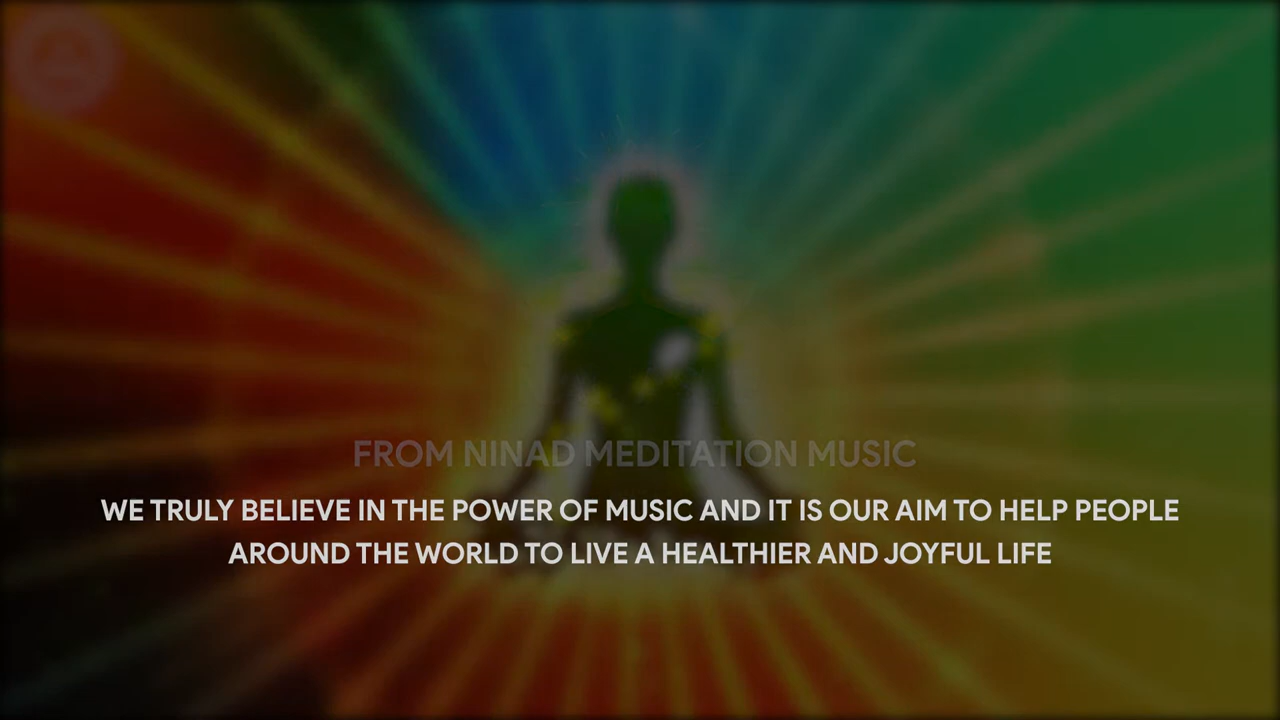 FROM NINAD MEDITATION MUSIC
WE TRULY BELIEVE IN THE POWER OF MUSIC AND IT IS OUR AIM TO HELP PEOPLE
AROUND THE WORLD TO LIVE A HEALTHIER AND JOYFUL LIFE